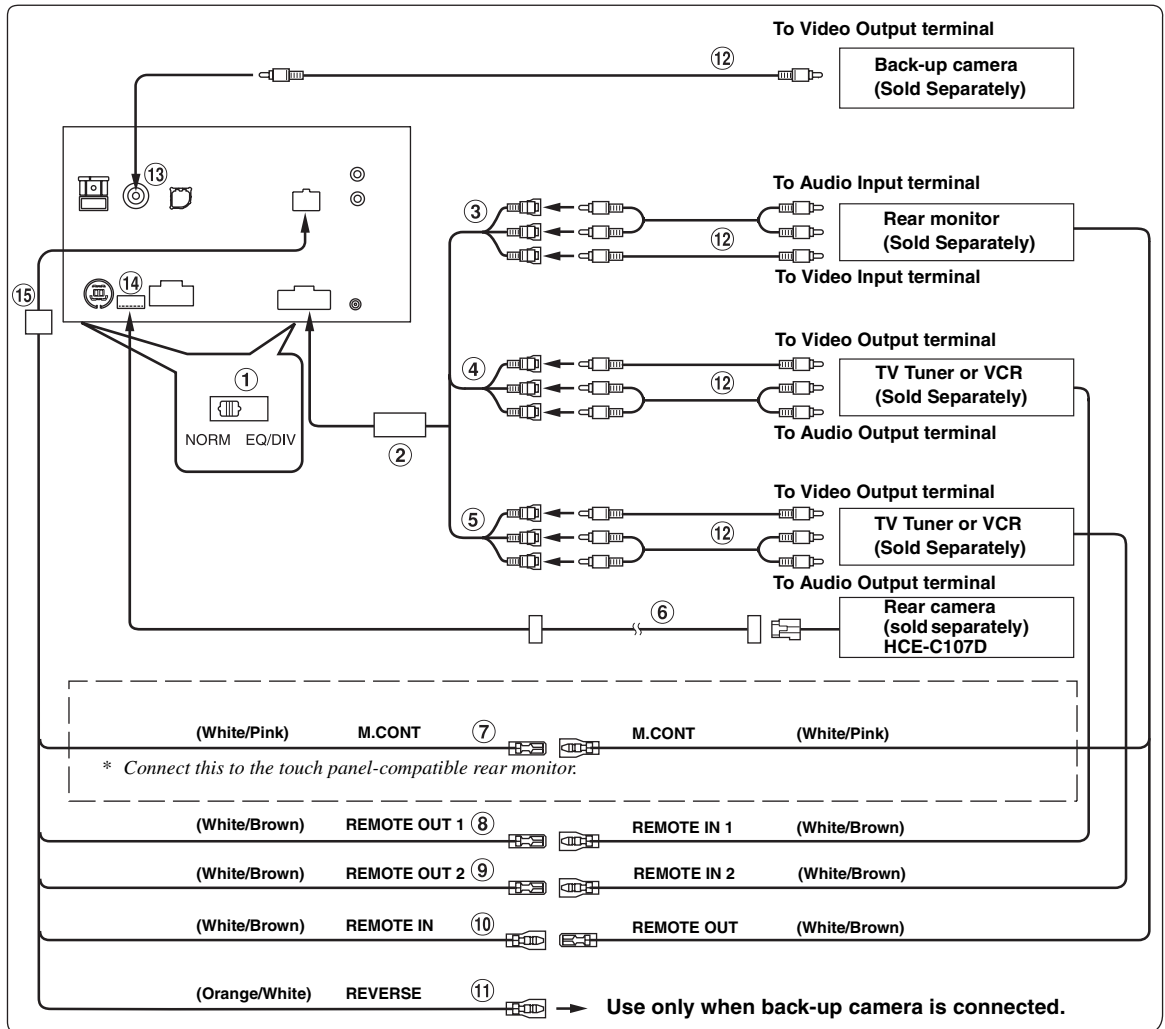 To Video Output terminal
⑫
Back-up camera
(Sold Separately)
⑬
To Audio Input terminal
③
Rear monitor
(Sold Separately)
⑫
To Video Input terminal
⑮
⑭
To Video Output terminal
①
④
TV Tuner or VCR
(Sold Separately)
⑫
NORM EQ/DIV
②
To Audio Output terminal
To Video Output terminal
⑤
TV Tuner or VCR
(Sold Separately)
⑫
To Audio Output terminal
⑥
Rear camera
(sold separately)
HCE-C107D
(White/Pink) M.CONT ⑦ M.CONT (White/Pink)
* Connect this to the touch panel-compatible rear monitor.
(White/Brown) REMOTE OUT 1 ⑧ REMOTE IN 1 (White/Brown)
(White/Brown) REMOTE OUT 2 ⑨ REMOTE IN 2 (White/Brown)
(White/Brown) REMOTE IN ⑩ REMOTE OUT (White/Brown)
(Orange/White) REVERSE ⑪ Use only when back-up camera is connected.